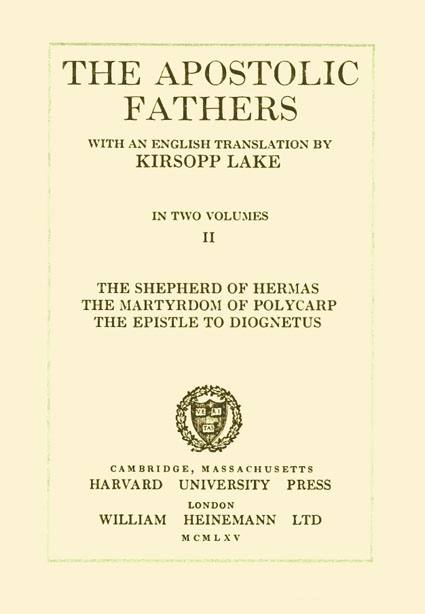 THE APOSTOLIC
FATHERS
WITH AN ENGLISH TRANSLATION BY
KIRSOPP LAKE
IN TWO VOLUMES
II
THE SHEPHERD OF HERMAS
THE MARTYRDOM OF POLYCARP
THE EPISTLE TO DIOGNETUS
VE RI
TAS
CAMBRIDGE, MASSACHUSETTS
HARVARD UNIVERSITY PRESS
LONDON
WILLIAM HEINEMANN LTD
MCMLXV